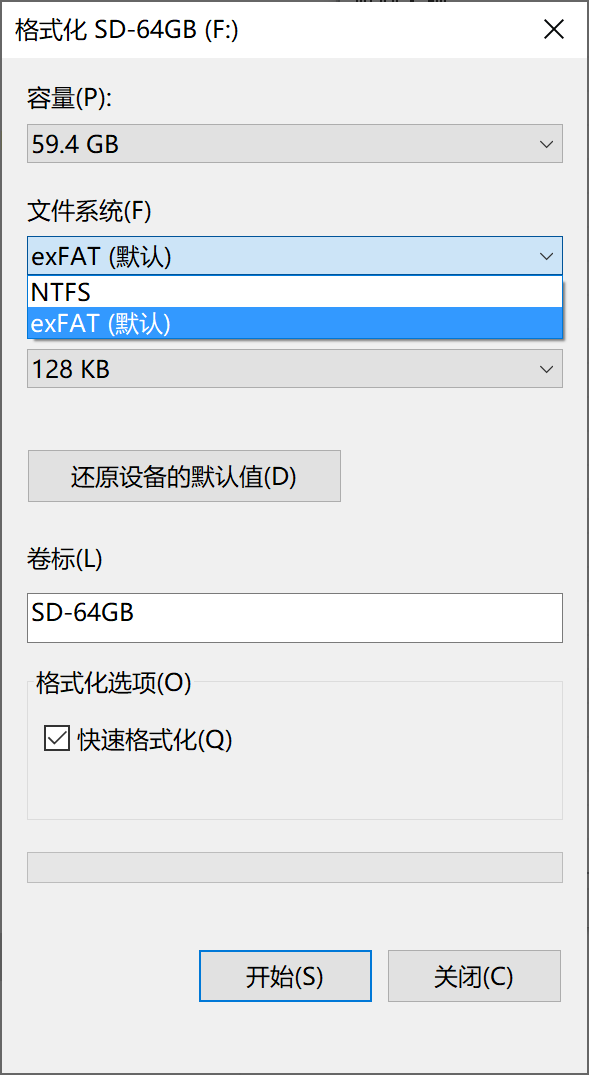 格式化 SD-64GB (F:)
容量(P):
59.4 GB
文件系统(F)
exFAT (默认)
NTFS
exFAT (默认)
128 KB
还原设备的默认值(D)
卷标(L)
SD-64GB
格式化选项(O)
快速格式化(Q)
开始(S)
关闭(C)